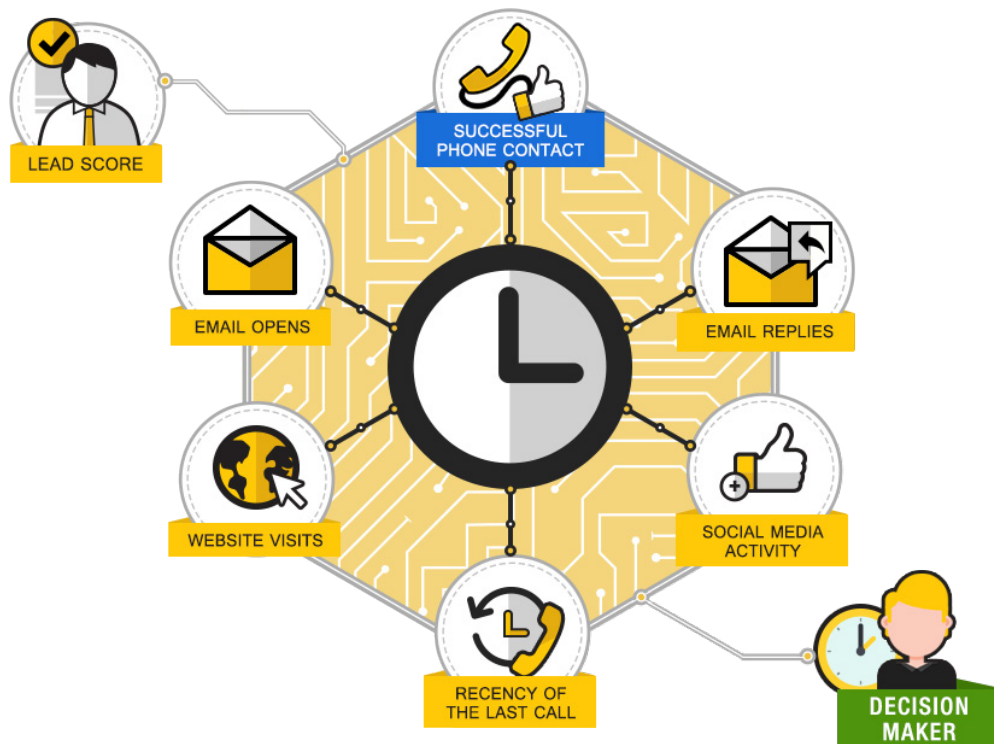 LEAD SCORE
SUCCESSFUL
PHONE CONTACT
EMAIL OPENS
EMAIL REPLIES
WEBSITE VISITS
SOCIAL MEDIA
ACTIVITY
RECENCY OF
THE LAST CALL
DECISION
MAKER